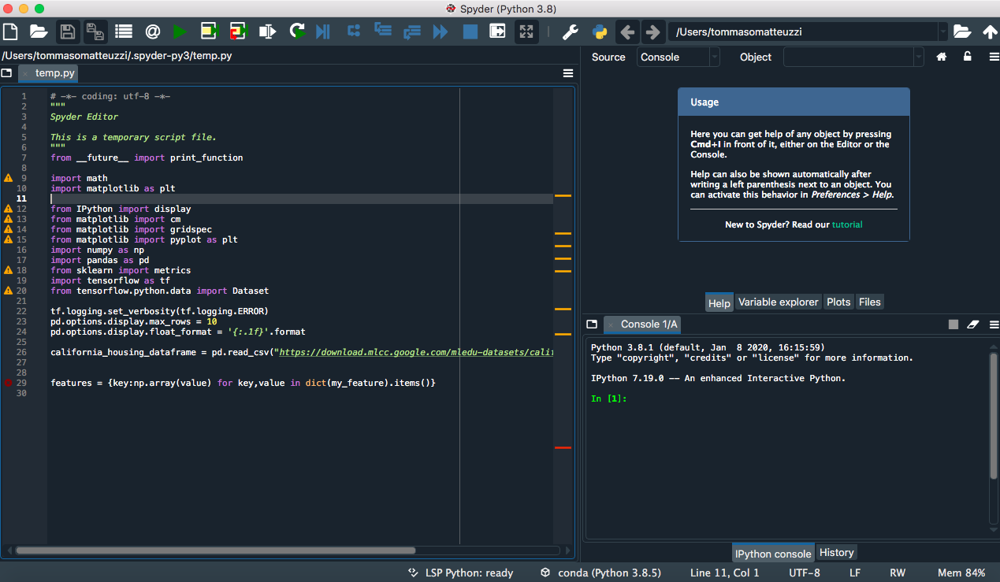 Spyder (Python 3.8)
/Users/tommasomatteuzzi
/Users/tommasomatteuzzi/.spyder-py3/temp.py
Source Console Object
temp.py
1 # -*- coding: utf-8 -*-
2 """
3 Spyder Editor
4
5 This is a temporary script file.
6 """
7 from __future__ import print_function
8
9 import math
10 import matplotlib as plt
11
12 from IPython import display
13 from matplotlib import cm
14 from matplotlib import gridspec
15 from matplotlib import pyplot as plt
16 import numpy as np
17 import pandas as pd
18 from sklearn import metrics
19 import tensorflow as tf
20 from tensorflow.python.data import Dataset
21
22 tf.logging.set_verbosity(tf.logging.ERROR)
23 pd.options.display.max_rows = 10
24 pd.options.display.float_format = '{:.1f}'.format
25
26 california_housing_dataframe = pd.read_csv("https://download.mlcc.google.com/mledu-datasets/calif
27
28
29 features = {key:np.array(value) for key,value in dict(my_feature).items()}
30
Usage
Here you can get help of any object by pressing
Cmd+I in front of it, either on the Editor or the
Console.
Help can also be shown automatically after
writing a left parenthesis next to an object. You
can activate this behavior in Preferences > Help.
New to Spyder? Read our tutorial
Help Variable explorer Plots Files
Console 1/A
Python 3.8.1 (default, Jan  8 2020, 16:15:59)
Type "copyright", "credits" or "license" for more information.
IPython 7.19.0 -- An enhanced Interactive Python.
In [1]:
IPython console History
LSP Python: ready conda (Python 3.8.5) Line 11, Col 1 UTF-8 LF RW Mem 84%